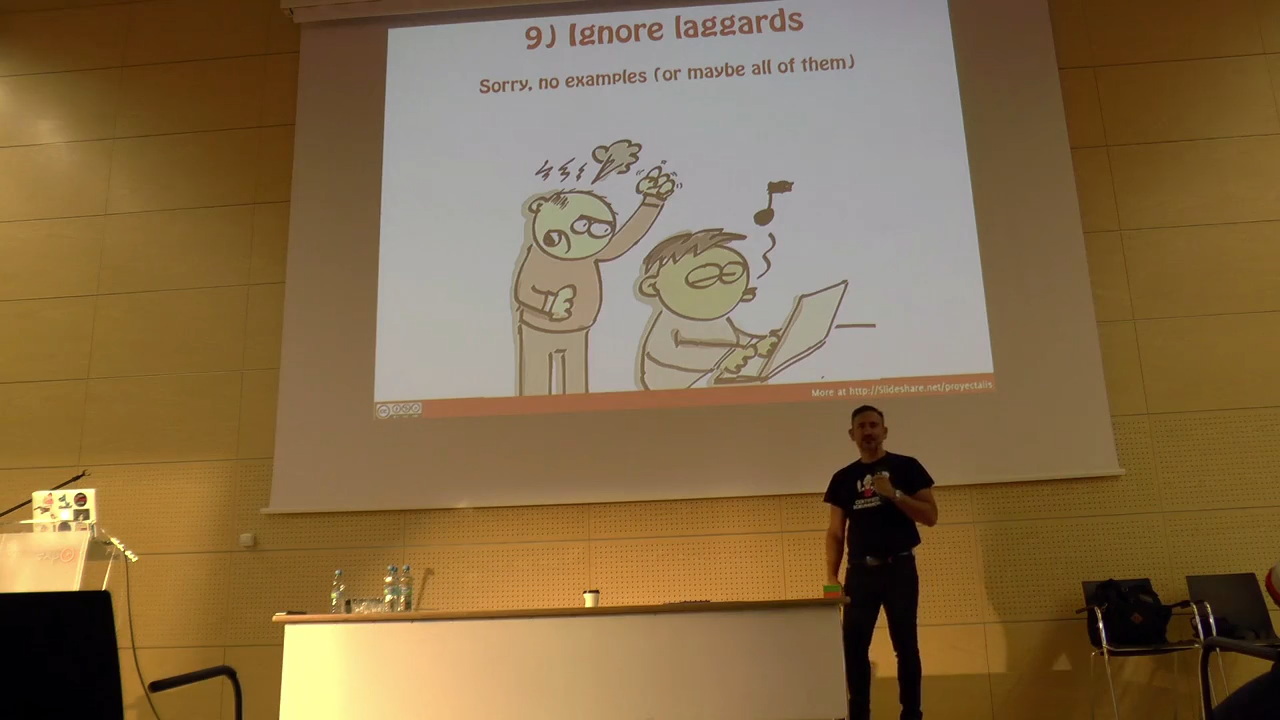 9) Ignore laggards
Sorry, no examples (or maybe all of them)
More at http://Slideshare.net/proyectalis